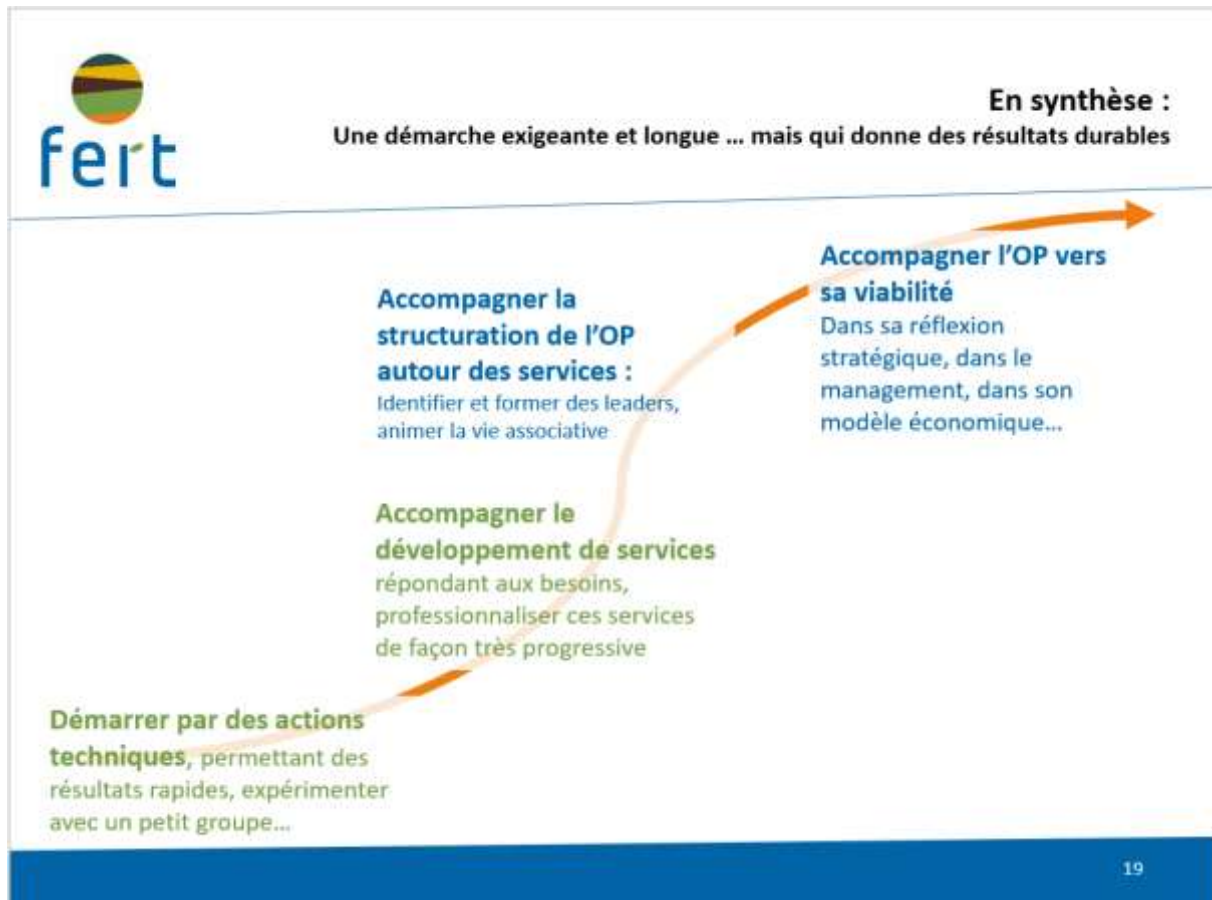 fert
En synthèse :
Une démarche exigeante et longue ... mais qui donne des résultats durables
Accompagner l’OP vers
sa viabilité
Dans sa réflexion
stratégique, dans le
management, dans son
modèle économique...
Accompagner la
structuration de l’OP
autour des services :
Identifier et former des leaders,
animer la vie associative
Accompagner le
développement de services
répondant aux besoins,
professionnaliser ces services
de façon très progressive
Démarrer par des actions
techniques, permettant des
résultats rapides, expérimenter
avec un petit groupe...
19